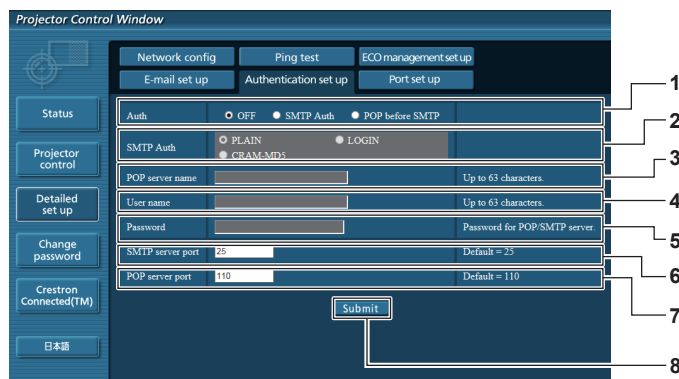 Projector Control Window
Network config Ping test ECO management set up
E-mail set up Authentication set up Port set up
Status
Projector control
Detailed set up
Change password
Crestron Connected(TM)
日本語
Auth OFF SMTP Auth POP before SMTP
SMTP Auth PLAIN LOGIN
CRAM-MD5
POP server name Up to 63 characters.
User name Up to 63 characters.
Password Password for POP/SMTP server.
SMTP server port 25 Default = 25
POP server port 110 Default = 110
Submit
1
2
3
4
5
6
7
8